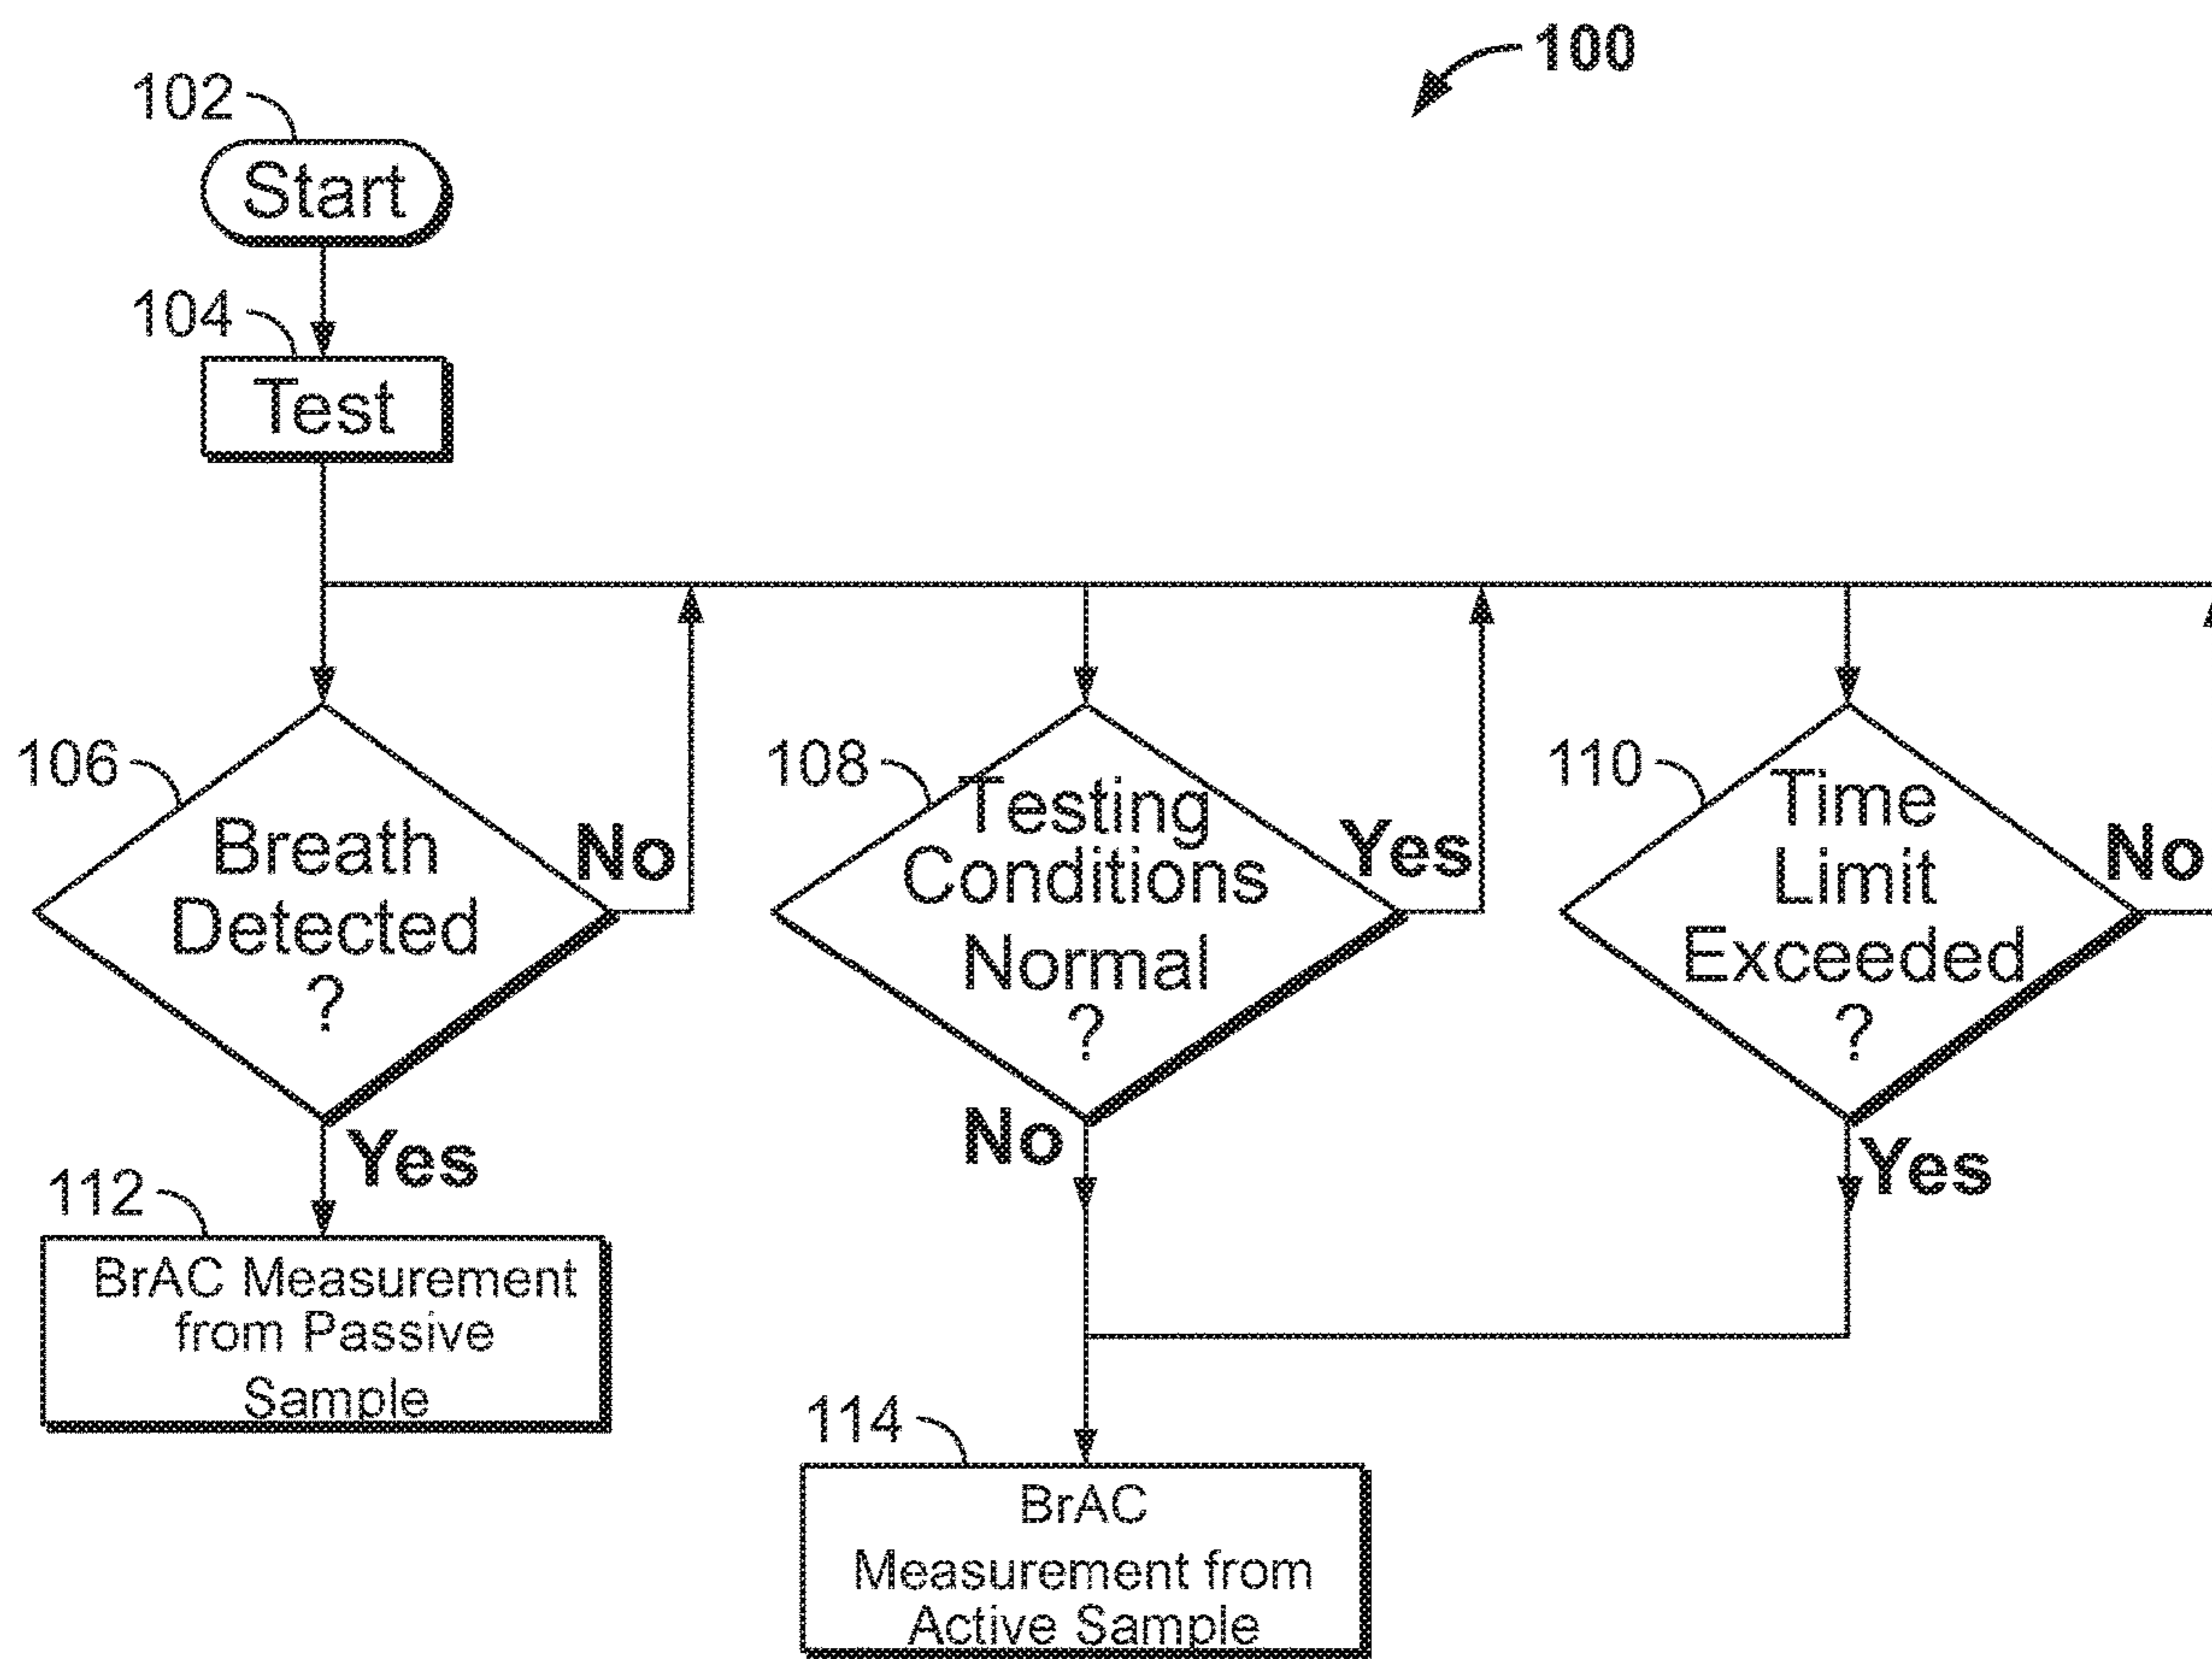 100
102
Start
104
Test
106
Breath
Detected
?
No
Yes
108
Testing
Conditions
Normal
?
Yes
No
110
Time
Limit
Exceeded
?
No
Yes
112
BrAC Measurement
from Passive
Sample
114
BrAC
Measurement from
Active Sample